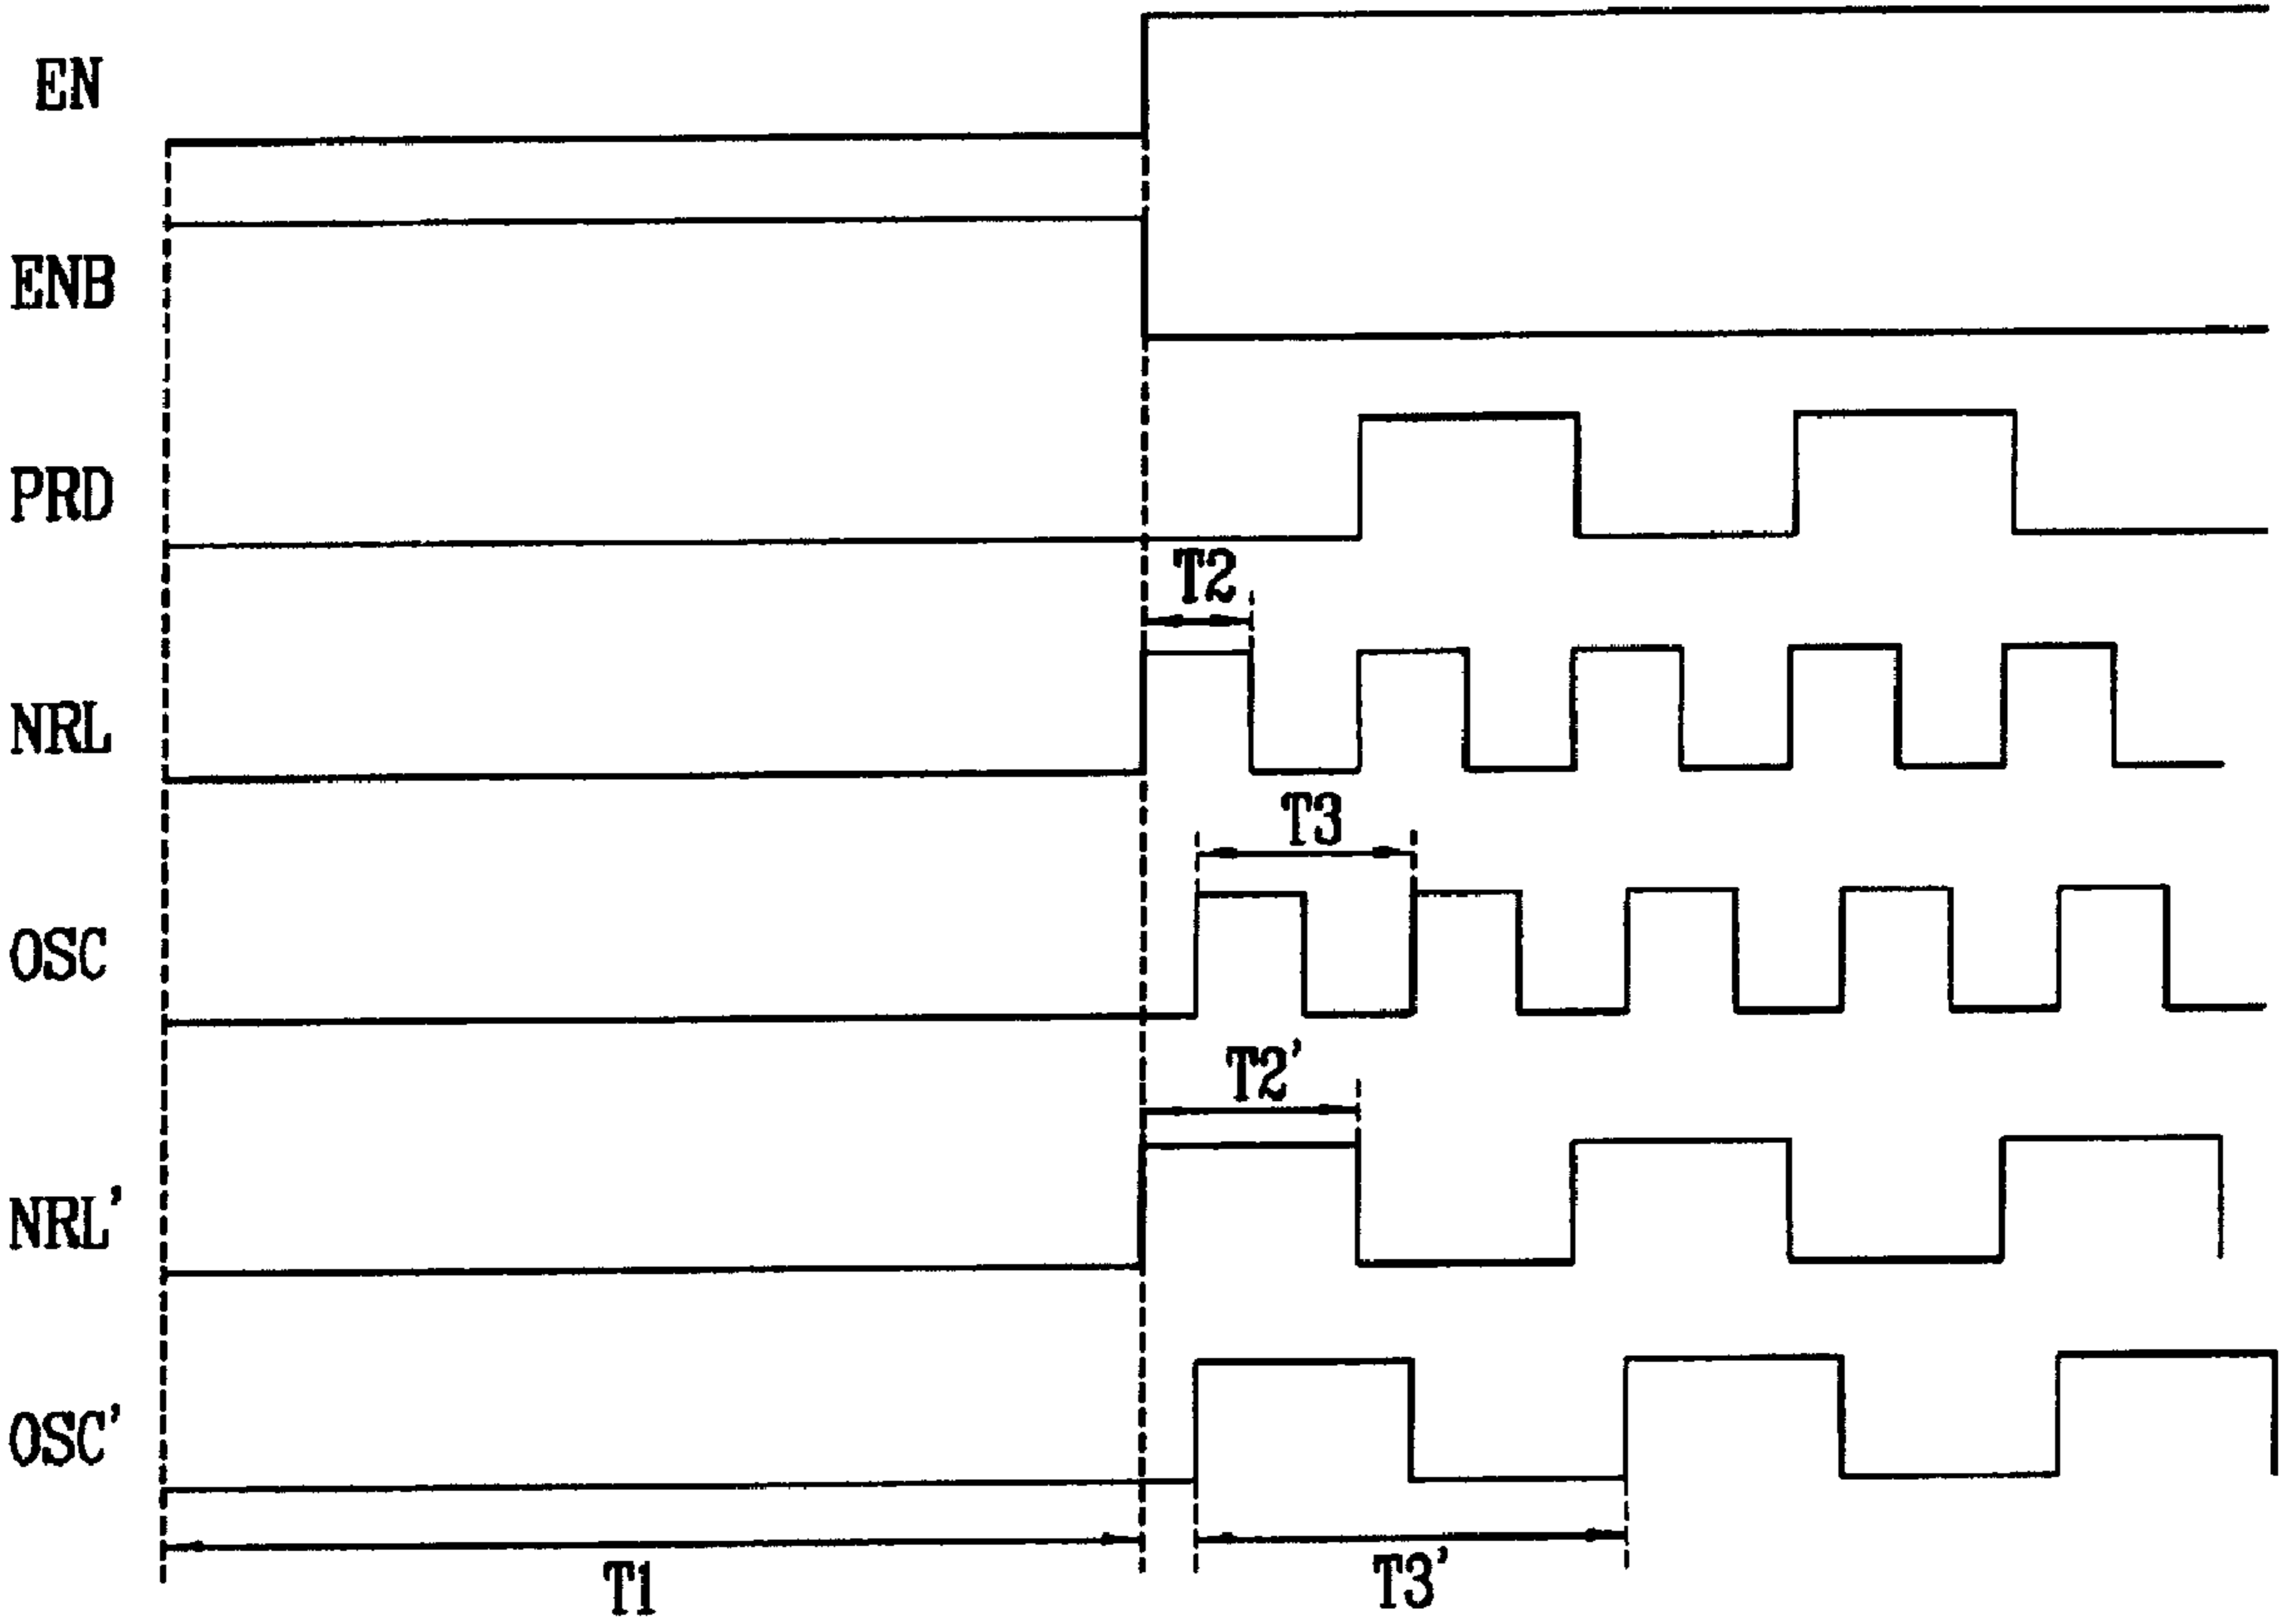 EN
ENB
PRD
T2
NRL
T3
OSC
T2'
NRL'
OSC'
T1
T3'